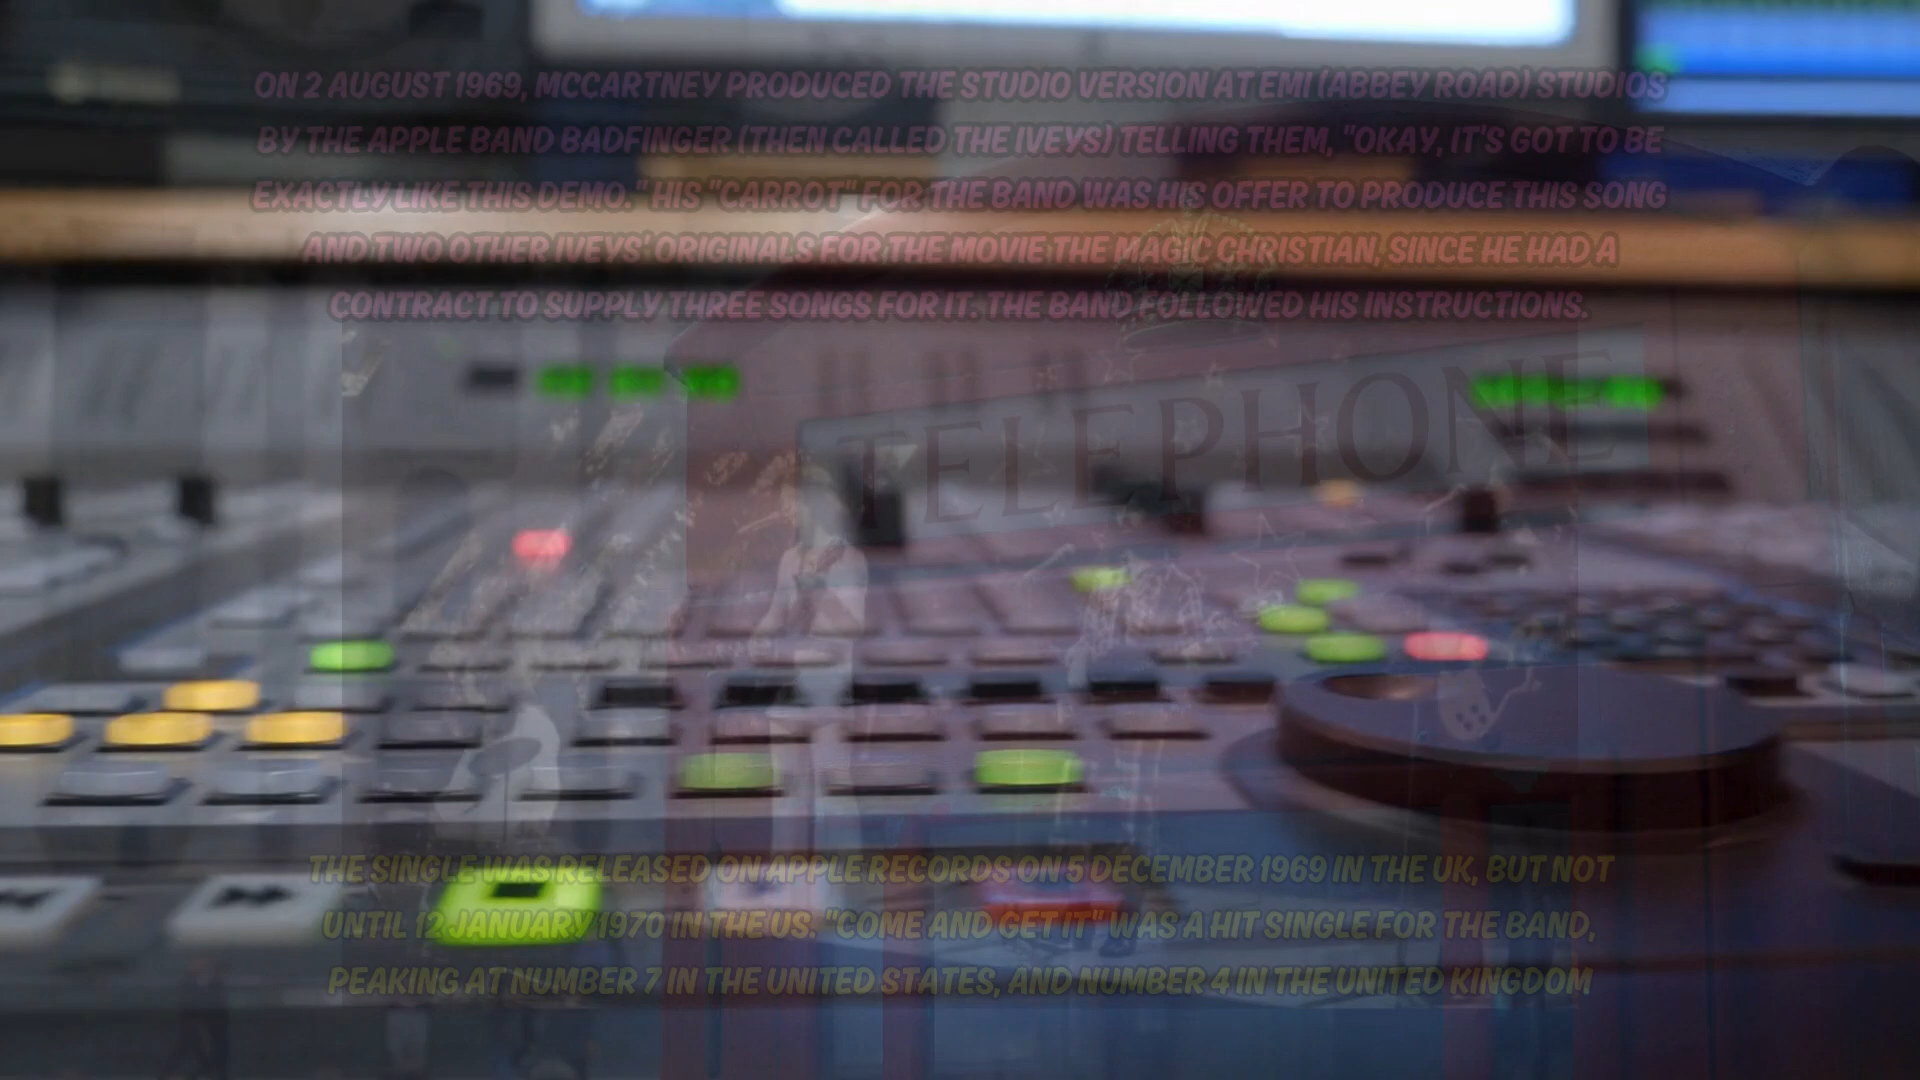 ON 2 AUGUST 1969, MCCARTNEY PRODUCED THE STUDIO VERSION AT EMI (ABBEY ROAD) STUDIOS
BY THE APPLE BAND BADFINGER (THEN CALLED THE IVEYS) TELLING THEM, "OKAY, IT'S GOT TO BE
EXACTLY LIKE THIS DEMO." HIS "CARROT" FOR THE BAND WAS HIS OFFER TO PRODUCE THIS SONG
AND TWO OTHER IVEYS' ORIGINALS FOR THE MOVIE THE MAGIC CHRISTIAN, SINCE HE HAD A
CONTRACT TO SUPPLY THREE SONGS FOR IT. THE BAND FOLLOWED HIS INSTRUCTIONS.
TELEPHONE
THE SINGLE WAS RELEASED ON APPLE RECORDS ON 5 DECEMBER 1969 IN THE UK, BUT NOT
UNTIL 12 JANUARY 1970 IN THE US. "COME AND GET IT" WAS A HIT SINGLE FOR THE BAND,
PEAKING AT NUMBER 7 IN THE UNITED STATES, AND NUMBER 4 IN THE UNITED KINGDOM